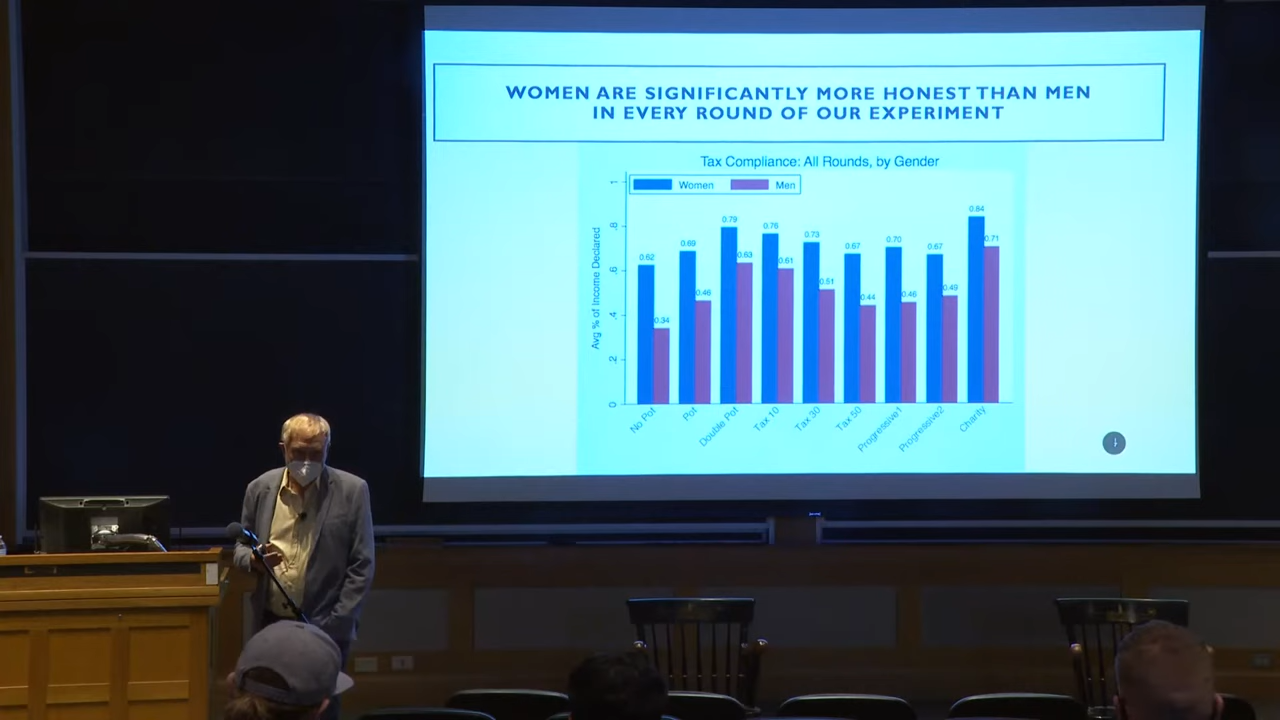 WOMEN ARE SIGNIFICANTLY MORE HONEST THAN MEN
IN EVERY ROUND OF OUR EXPERIMENT
Tax Compliance: All Rounds, by Gender
Women Men
Avg % of Income Declared
1
.8
.6
.4
.2
0
0.62
0.34
0.69
0.46
0.79
0.63
0.76
0.61
0.73
0.51
0.67
0.44
0.70
0.46
0.67
0.49
0.84
0.71
No Pot
Pot
Double Pot
Tax 10
Tax 30
Tax 50
Progressive1
Progressive2
Charity